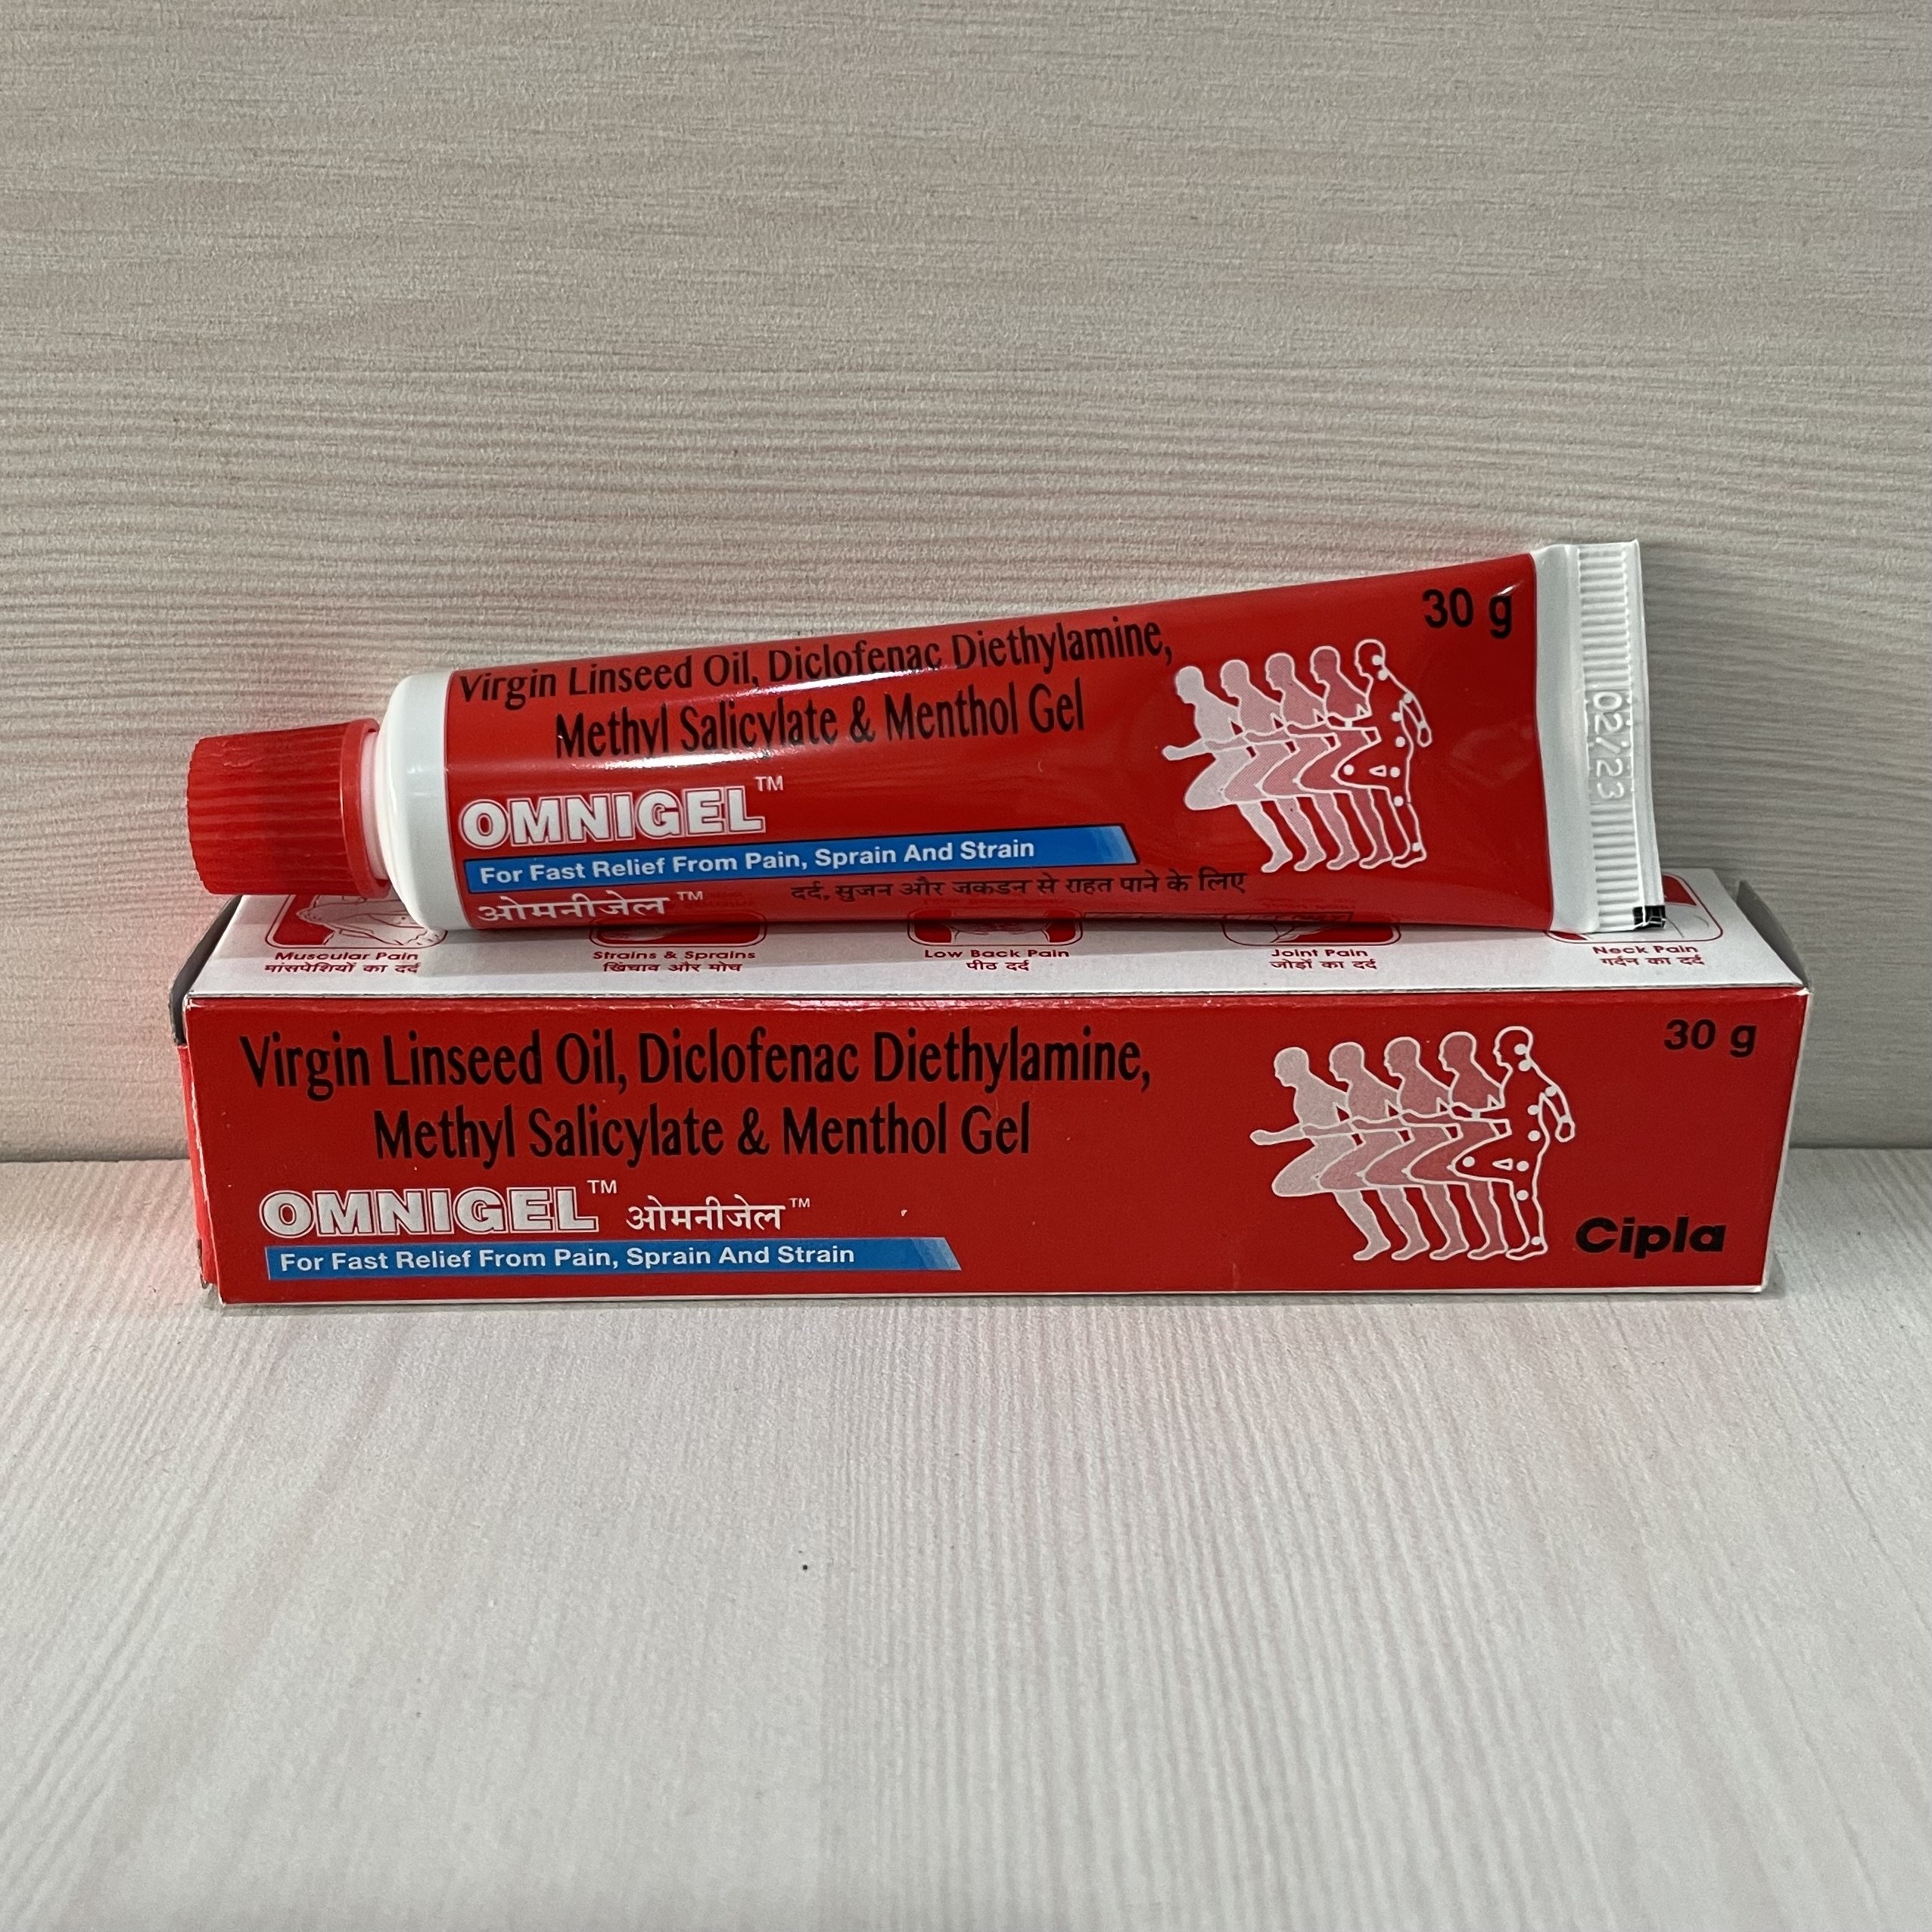 30 g
Virgin Linseed Oil, Diclofenac Diethylamine,
Methyl Salicylate & Menthol Gel
OMNIGEL™
For Fast Relief From Pain, Sprain And Strain
ओमनीजेल™ दर्द, सुजन और जकडन से राहत पाने के लिए
02/23
Muscular Pain Strains & Sprains Low Back Pain Joint Pain Neck Pain
मांसपेशियों का दर्द खिंचाव और मोच पीठ दर्द जोड़ों का दर्द गर्दन का दर्द
30 g
Virgin Linseed Oil, Diclofenac Diethylamine,
Methyl Salicylate & Menthol Gel
OMNIGEL™ ओमनीजेल™
For Fast Relief From Pain, Sprain And Strain
Cipla